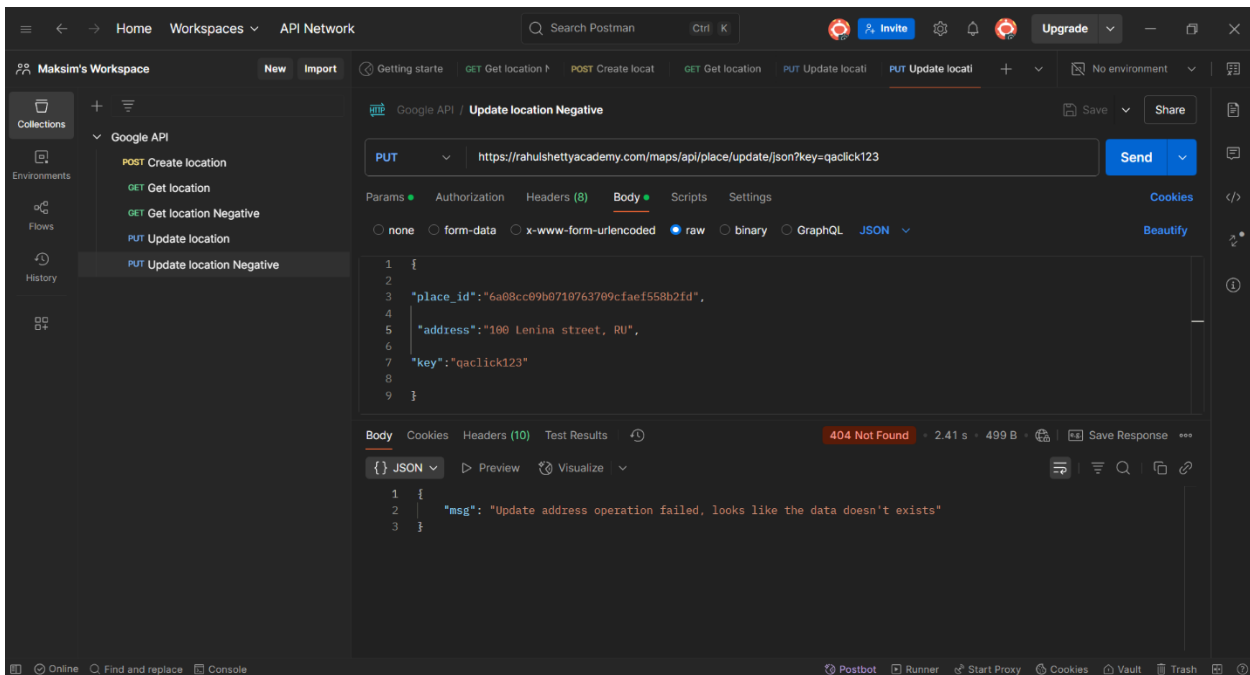 Home Workspaces API Network Search Postman Ctrl K Invite Upgrade
Maksim's Workspace New Import Getting starte GET Get location N POST Create locat GET Get location PUT Update locati PUT Update locati No environment
Collections
Environments
Flows
History
Google API
POST Create location
GET Get location
GET Get location Negative
PUT Update location
PUT Update location Negative
HTTP Google API / Update location Negative Save Share
PUT https://rahulshettyacademy.com/maps/api/place/update/json?key=qaclick123 Send
Params Authorization Headers (8) Body Scripts Settings Cookies
none form-data x-www-form-urlencoded raw binary GraphQL JSON Beautify
1 {
2
3 "place_id":"6a08cc09b0710763709cfaef558b2fd",
4
5 "address":"100 Lenina street, RU",
6
7 "key":"qaclick123"
8
9 }
Body Cookies Headers (10) Test Results 404 Not Found 2.41 s 499 B Save Response
{} JSON Preview Visualize
1 {
2 "msg": "Update address operation failed, looks like the data doesn't exists"
3 }
Online Find and replace Console Postbot Runner Start Proxy Cookies Vault Trash